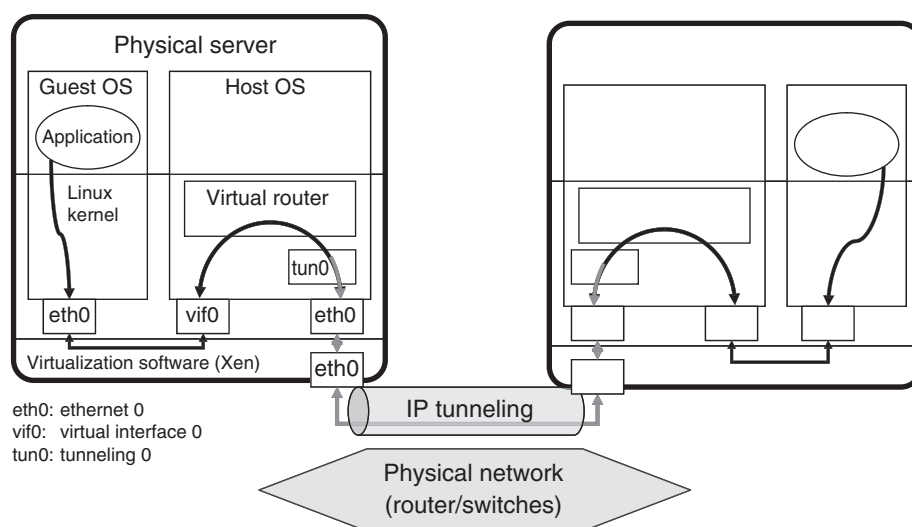 Physical server
Guest OS
Host OS
Application
Linux
kernel
Virtual router
tun0
eth0
vif0
eth0
Virtualization software (Xen)
eth0
eth0: ethernet 0
vif0: virtual interface 0
tun0: tunneling 0
IP tunneling
Physical network
(router/switches)